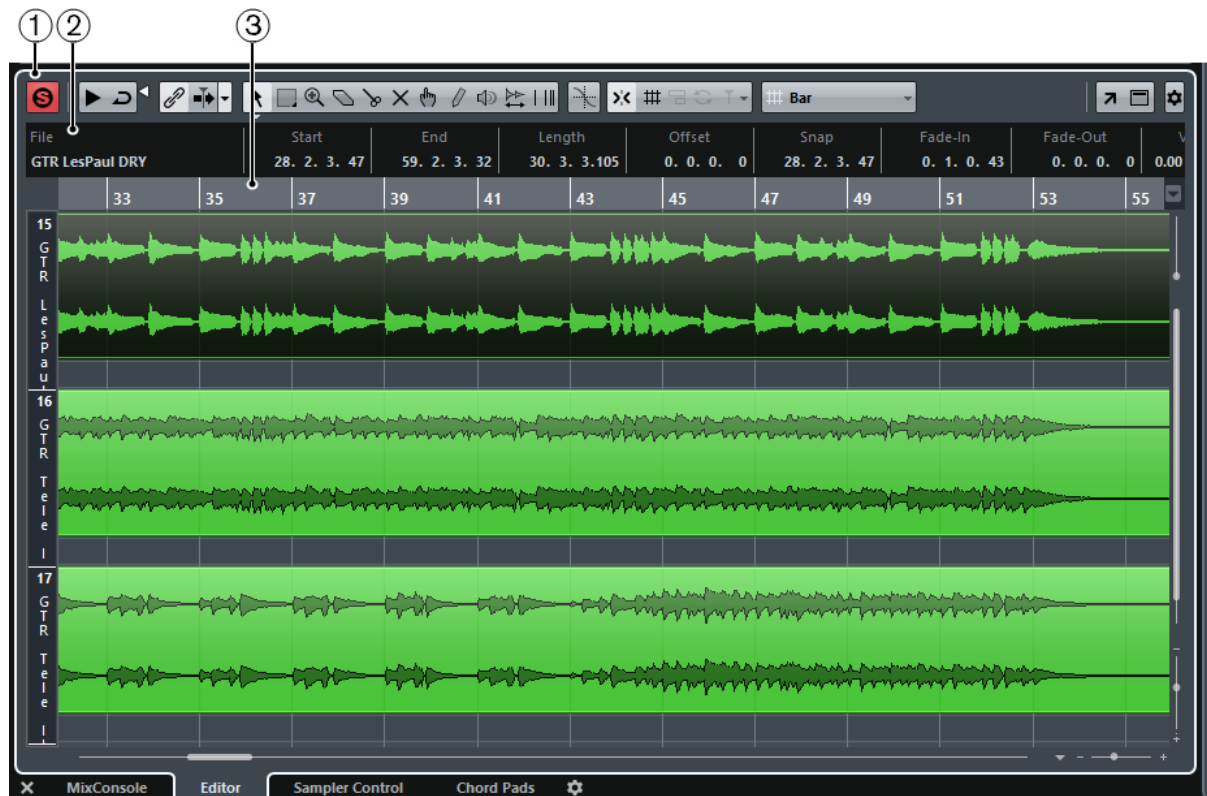 1 2 3
Bar
File Start End Length Offset Snap Fade-In Fade-Out V
GTR LesPaul DRY 28. 2. 3. 47 59. 2. 3. 32 30. 3. 3.105 0. 0. 0. 0 28. 2. 3. 47 0. 1. 0. 43 0. 0. 0. 0 0.00
33 35 37 39 41 43 45 47 49 51 53 55
15
GTR LesPau
16
GTR Tele I
17
GTR Tele I
MixConsole Editor Sampler Control Chord Pads